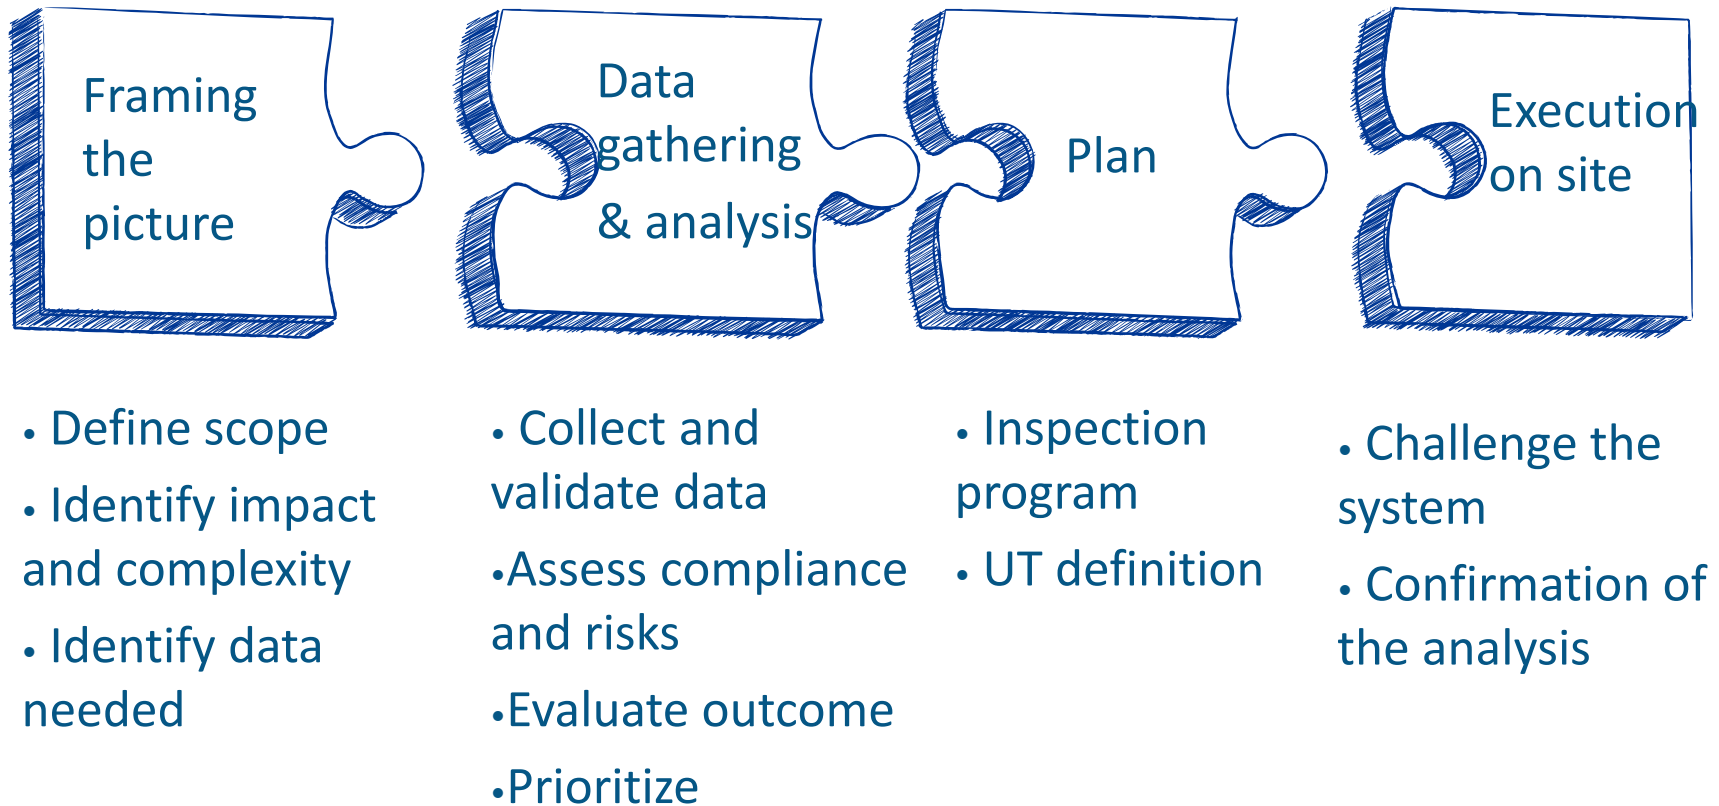 Framing
the
picture
Data
gathering
& analysis
Plan
Execution
on site
• Define scope
• Identify impact
and complexity
• Identify data
needed
• Collect and
validate data
•Assess compliance
and risks
•Evaluate outcome
•Prioritize
• Inspection
program
• UT definition
• Challenge the
system
• Confirmation of
the analysis